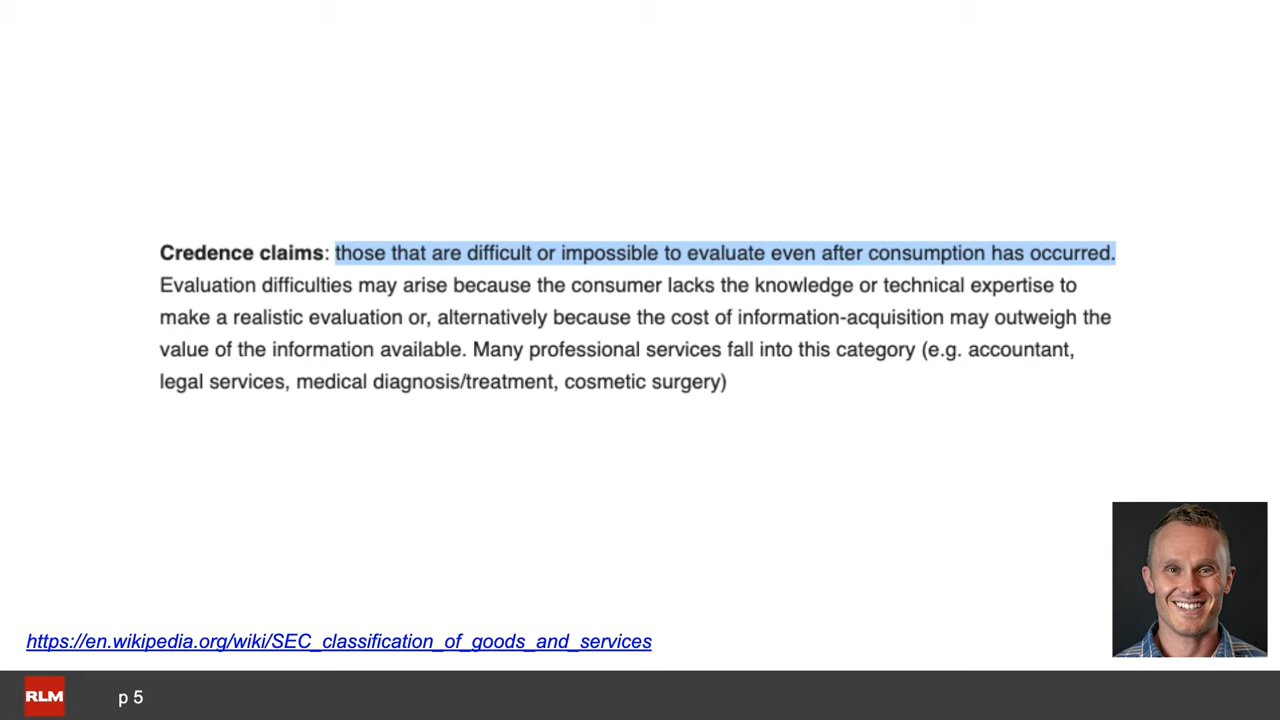 Credence claims: those that are difficult or impossible to evaluate even after consumption has occurred.
Evaluation difficulties may arise because the consumer lacks the knowledge or technical expertise to
make a realistic evaluation or, alternatively because the cost of information-acquisition may outweigh the
value of the information available. Many professional services fall into this category (e.g. accountant,
legal services, medical diagnosis/treatment, cosmetic surgery)
https://en.wikipedia.org/wiki/SEC_classification_of_goods_and_services
RLM p 5